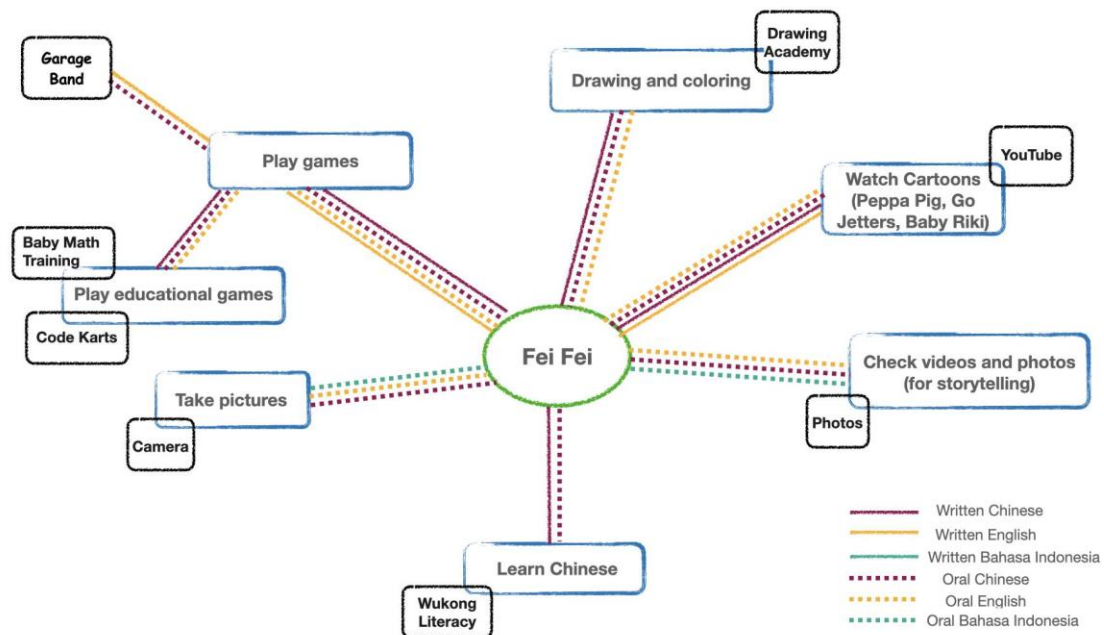 Garage
Band
Play games
Baby Math
Training
Play educational games
Code Karts
Take pictures
Camera
Fei Fei
Learn Chinese
Wukong
Literacy
Drawing
Academy
Drawing and coloring
YouTube
Watch Cartoons
(Peppa Pig, Go
Jetters, Baby Riki)
Check videos and photos
(for storytelling)
Photos
Written Chinese
Written English
Written Bahasa Indonesia
Oral Chinese
Oral English
Oral Bahasa Indonesia